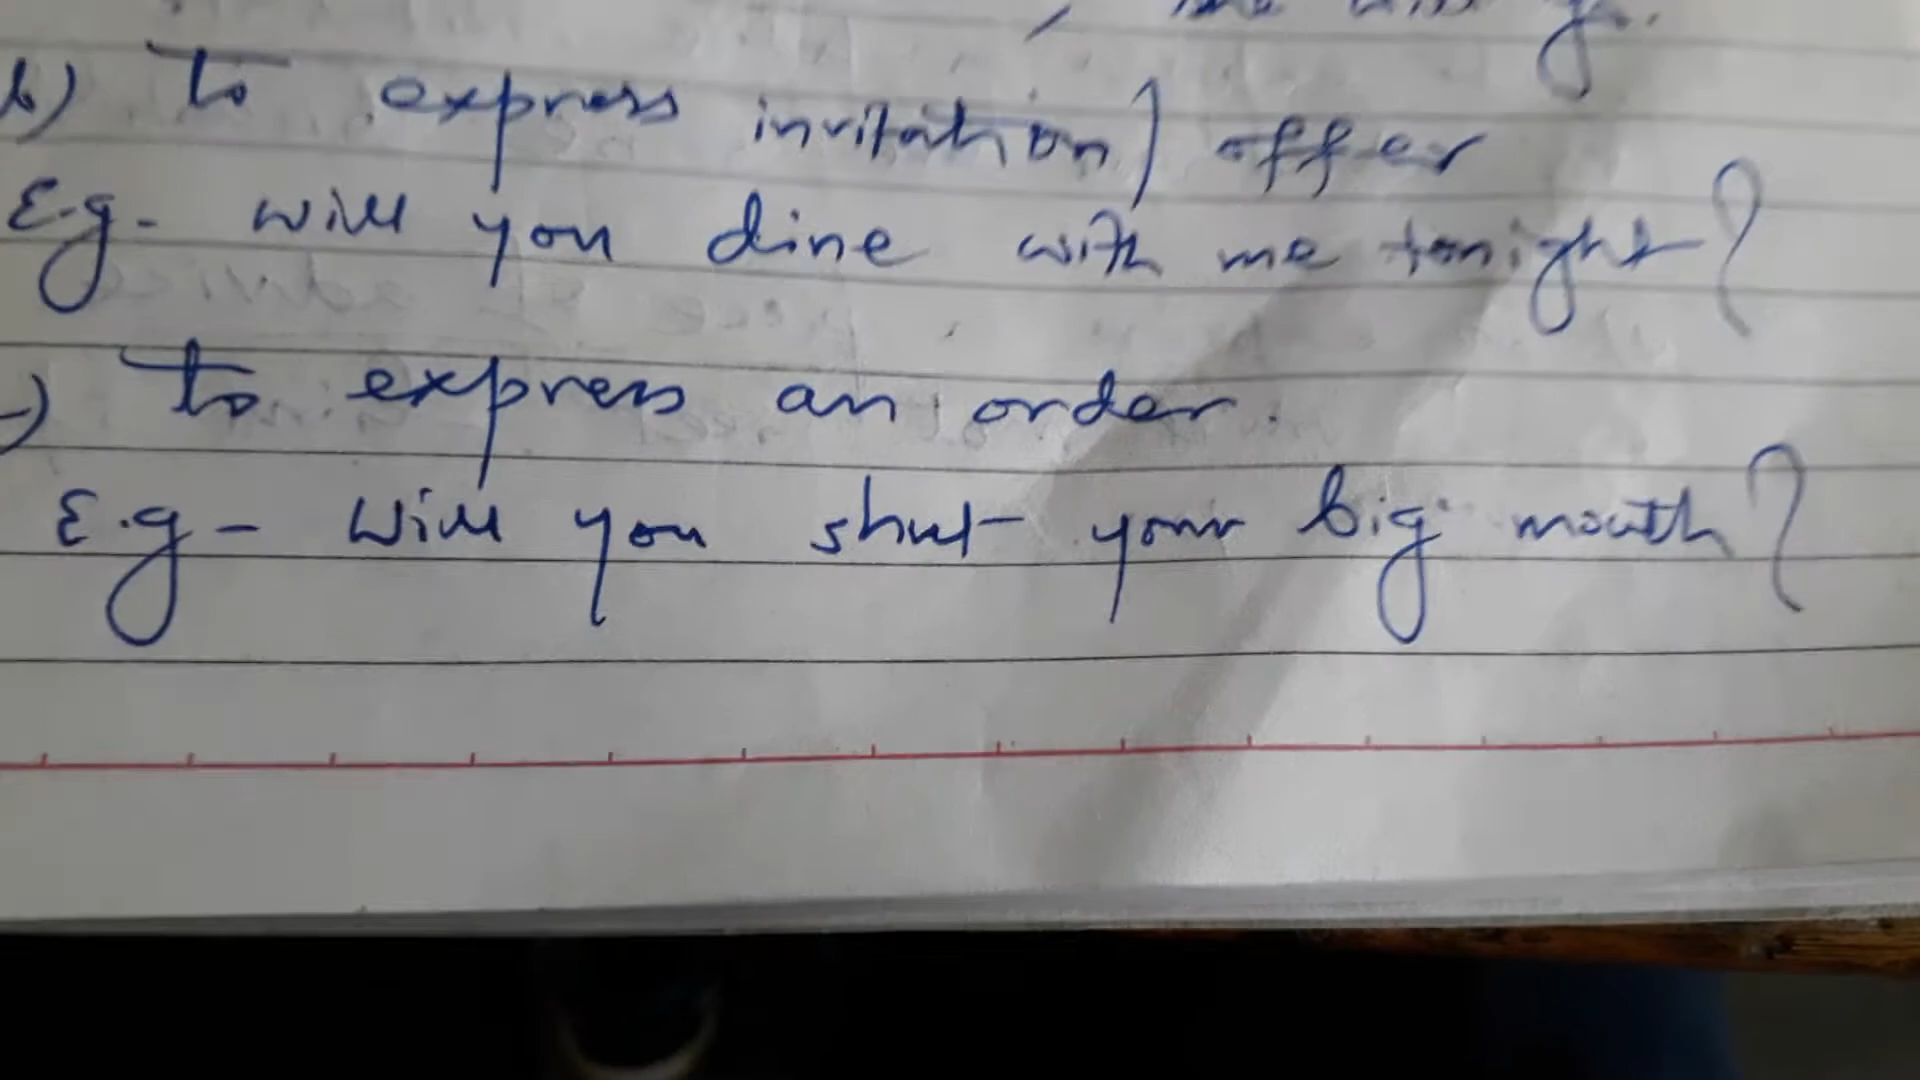 b) To express invitation / offer
E.g. Will you dine with me tonight?
) To express an order.
E.g - Will you shut your big mouth?